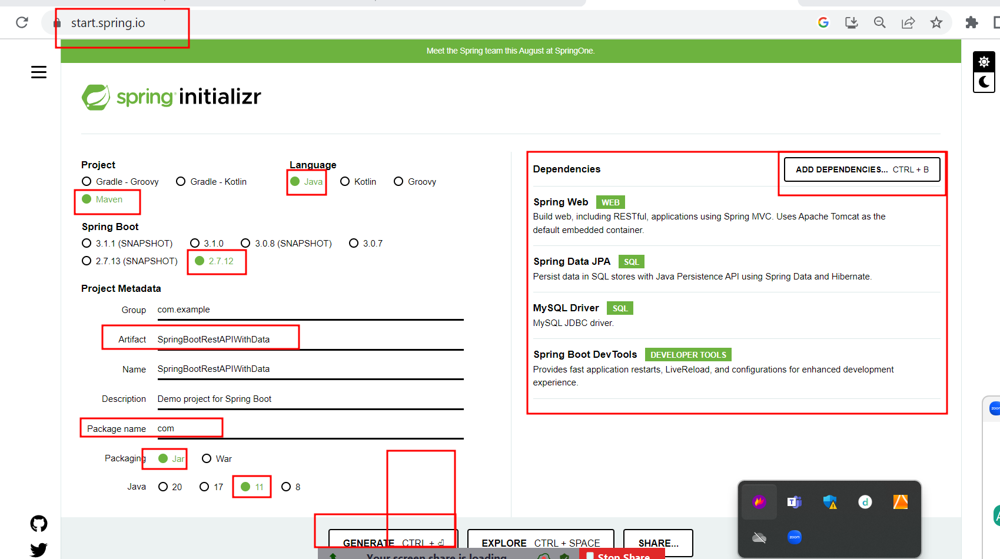 start.spring.io
Meet the Spring team this August at SpringOne.
spring initializr
Project
Gradle - Groovy Gradle - Kotlin
Maven
Language
Java Kotlin Groovy
Spring Boot
3.1.1 (SNAPSHOT) 3.1.0 3.0.8 (SNAPSHOT) 3.0.7
2.7.13 (SNAPSHOT) 2.7.12
Project Metadata
Group com.example
Artifact SpringBootRestAPIWithData
Name SpringBootRestAPIWithData
Description Demo project for Spring Boot
Package name com
Packaging Jar War
Java 20 17 11 8
Dependencies ADD DEPENDENCIES... CTRL + B
Spring Web WEB
Build web, including RESTful, applications using Spring MVC. Uses Apache Tomcat as the
default embedded container.
Spring Data JPA SQL
Persist data in SQL stores with Java Persistence API using Spring Data and Hibernate.
MySQL Driver SQL
MySQL JDBC driver.
Spring Boot DevTools DEVELOPER TOOLS
Provides fast application restarts, LiveReload, and configurations for enhanced development
experience.
GENERATE CTRL + ⏎ EXPLORE CTRL + SPACE SHARE...
Your screen share is loading Stop Share
zoom